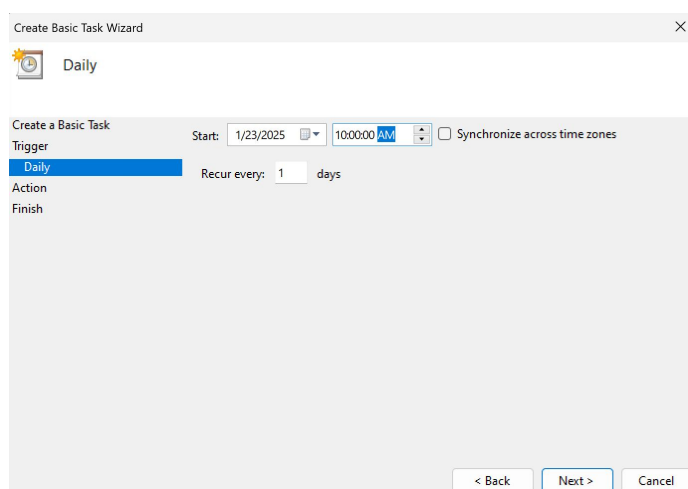 Create Basic Task Wizard
Daily
Create a Basic Task
Trigger
Daily
Action
Finish
Start: 1/23/2025 10:00:00 AM Synchronize across time zones
Recur every: 1 days
< Back Next > Cancel